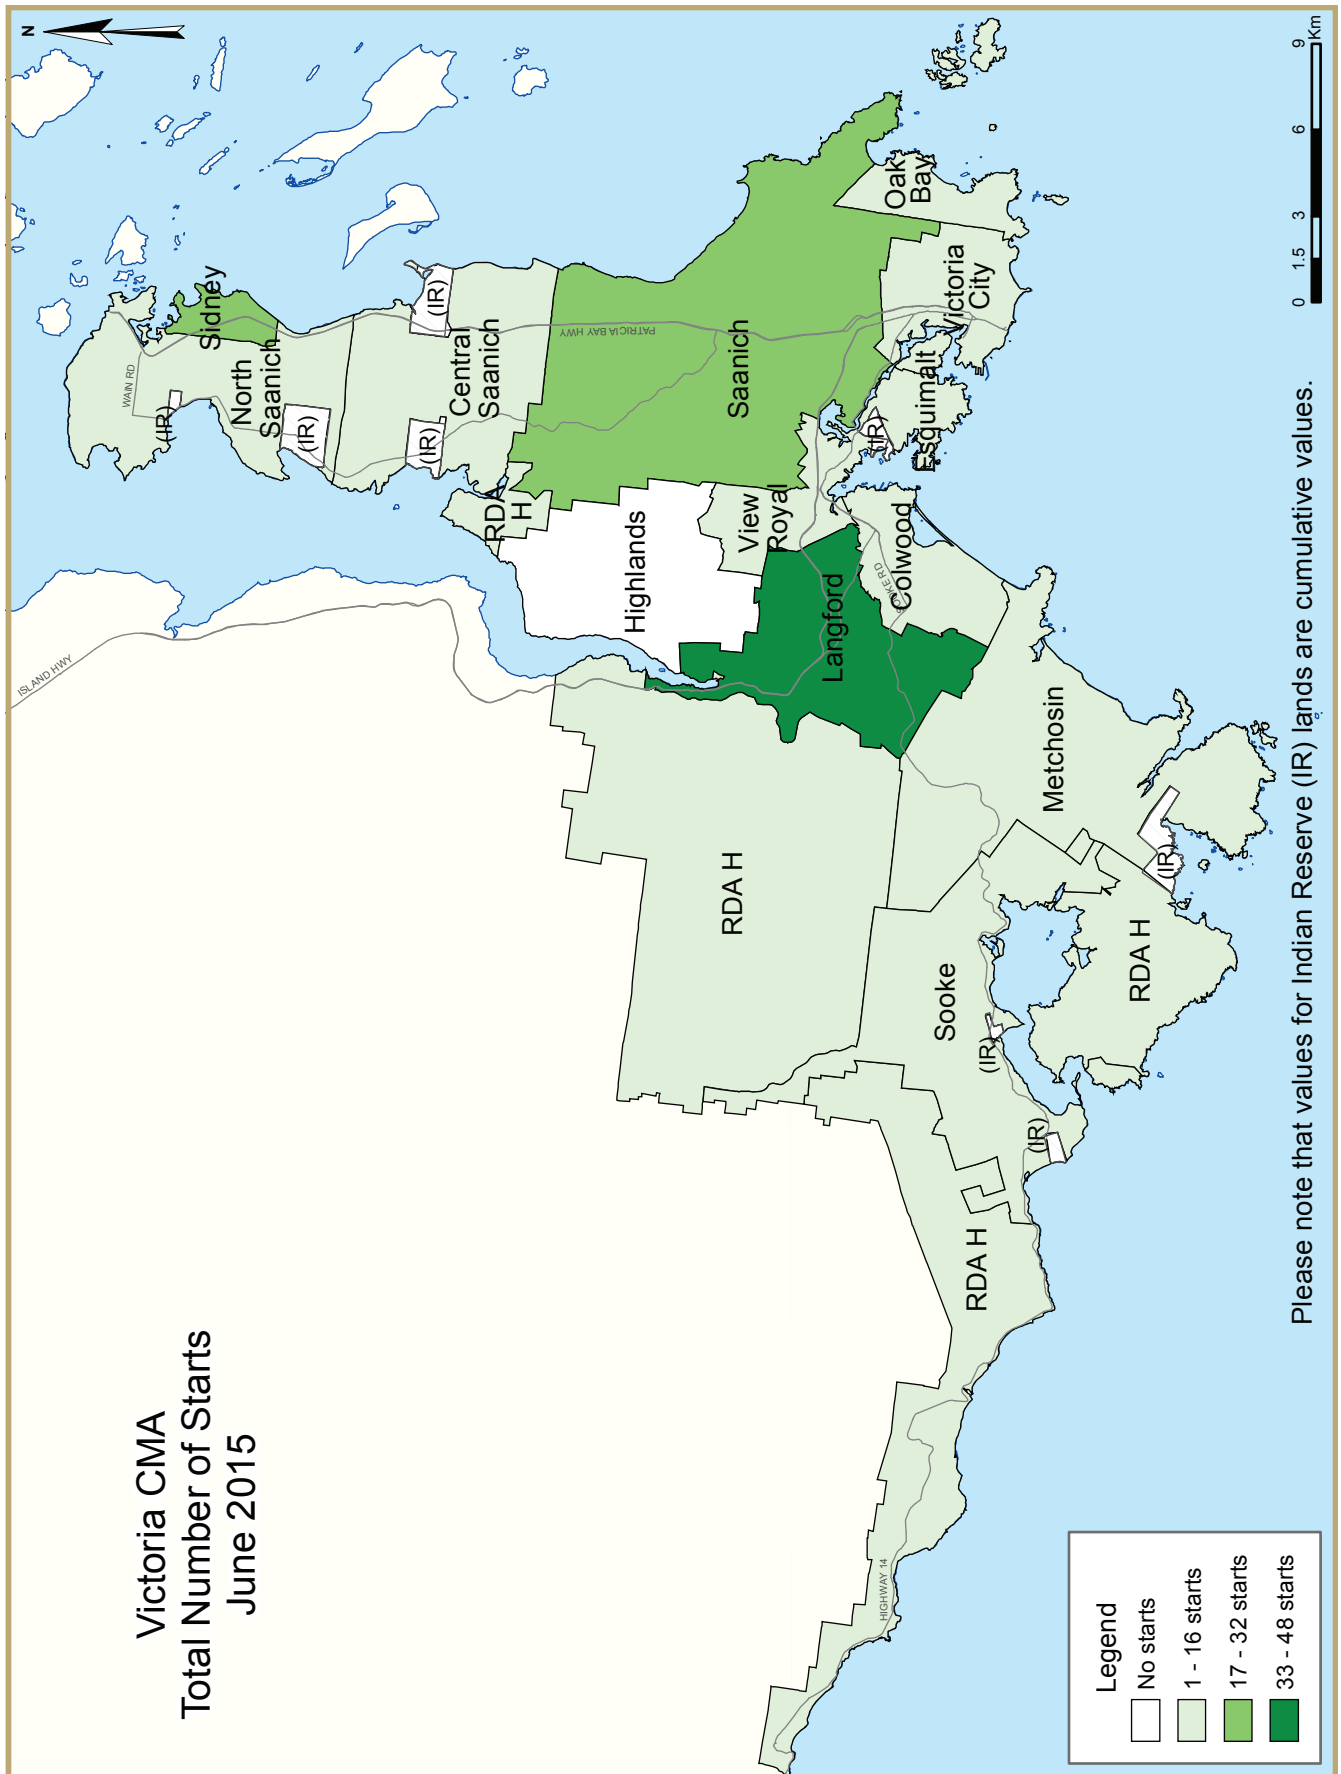 Victoria CMA
Total Number of Starts
June 2015
N
ISLAND HWY
WAIN RD
(IR)
Sidney
North
Saanich
(IR)
(IR)
Central
Saanich
(IR)
PATRICIA BAY HWY
RDA
H
Saanich
Highlands
View
Royal
Oak
Bay
Victoria
City
Esquimalt
(IR)
Langford
Colwood
Metchosin
RDA H
Sooke
(IR)
(IR)
(IR)
RDA H
RDA H
HIGHWAY 14
Legend
No starts
1 - 16 starts
17 - 32 starts
33 - 48 starts
0 1.5 3 6 9
Km
Please note that values for Indian Reserve (IR) lands are cumulative values.